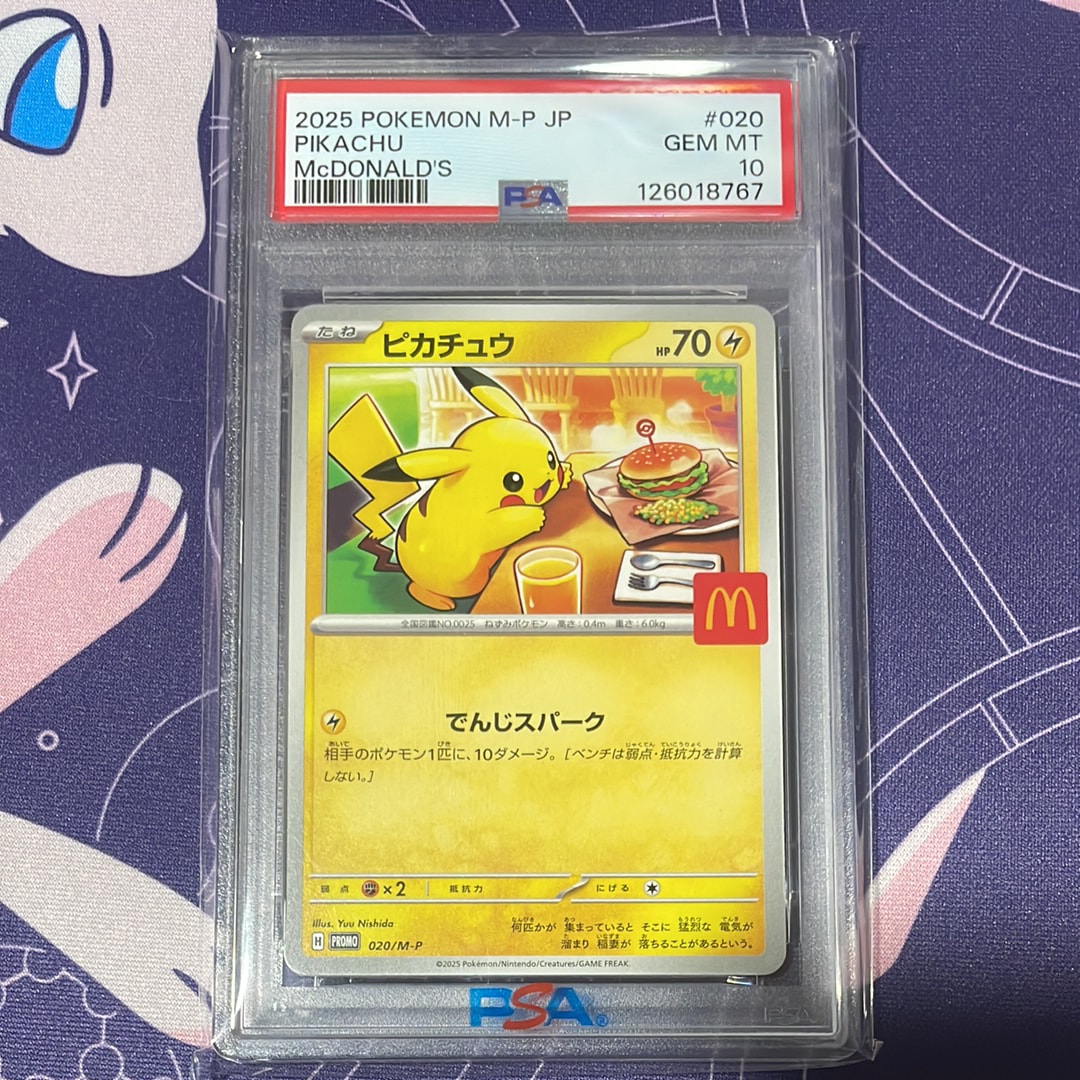 2025 POKEMON M-P JP #020
PIKACHU GEM MT
McDONALD'S 10
PSA 126018767
たね ピカチュウ HP70
M
全国図鑑NO.0025 ねずみポケモン 高さ:0.4m 重さ:6.0kg
でんじスパーク
相手のポケモン1匹に、10ダメージ。[ベンチは弱点・抵抗力を計算
しない。]
弱点 ×2 抵抗力 にげる
Illus. Yuu Nishida
何匹かが 集まっていると そこに 猛烈な 電気が
H PROMO 020/M-P
溜まり 稲妻が 落ちることがあるという。
©2025 Pokémon/Nintendo/Creatures/GAME FREAK.
PSA®
PSA